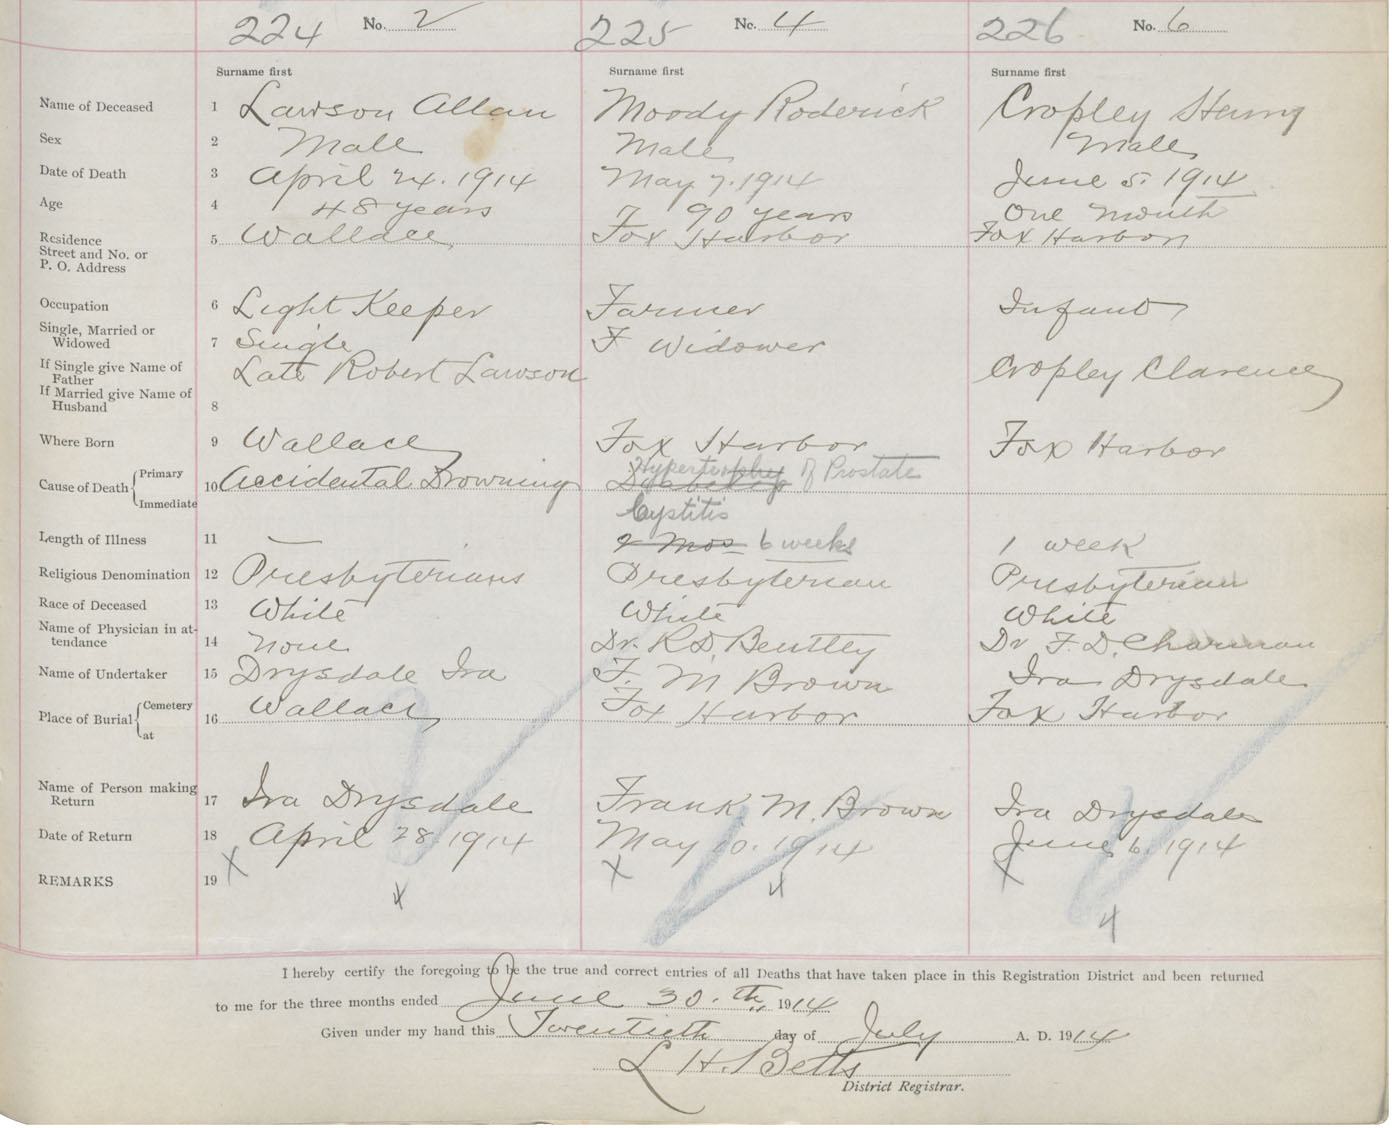 224 No. 2 225 No. 4 226 No. 6
Surname first Surname first Surname first
Name of Deceased 1 Lawson Allan Moody Roderick Cropley Henry
Sex 2 Male Male Male
Date of Death 3 April 24. 1914 May 7. 1914 June 5. 1914
Age 4 48 years 90 years One month
Residence 5 Wallace Fox Harbor Fox Harbor
Street and No. or
P. O. Address
Occupation 6 Light Keeper Farmer Infant
Single, Married or
Widowed 7 Single F Widower
If Single give Name of Late Robert Lawson Cropley Clarence
Father
If Married give Name of
Husband 8
Where Born 9 Wallace Fox Harbor Fox Harbor
Primary Hypertrophy of Prostate
Cause of Death 10 Accidental Drowning
Immediate Cystitis
Length of Illness 11 — 2 Mos 6 weeks 1 week
Religious Denomination 12 Presbyterians Presbyterian Presbyterian
Race of Deceased 13 White White White
Name of Physician in at-
tendance 14 None Dr. R.D. Bentley Dr F. D. Charman
Name of Undertaker 15 Drysdale Ira F. M Brown Ira Drysdale
Place of Burial Cemetery 16 Wallace Fox Harbor Fox Harbor
at
Name of Person making
Return 17 Ira Drysdale Frank M. Brown Ira Drysdale
Date of Return 18 April 28 1914 May 10. 1914 June 6. 1914
X X X
REMARKS 19
X 4 4
I hereby certify the foregoing to be the true and correct entries of all Deaths that have taken place in this Registration District and been returned
to me for the three months ended June 30.th, 1914
Given under my hand this Twentieth day of July A. D. 1914
L H. Betts
District Registrar.